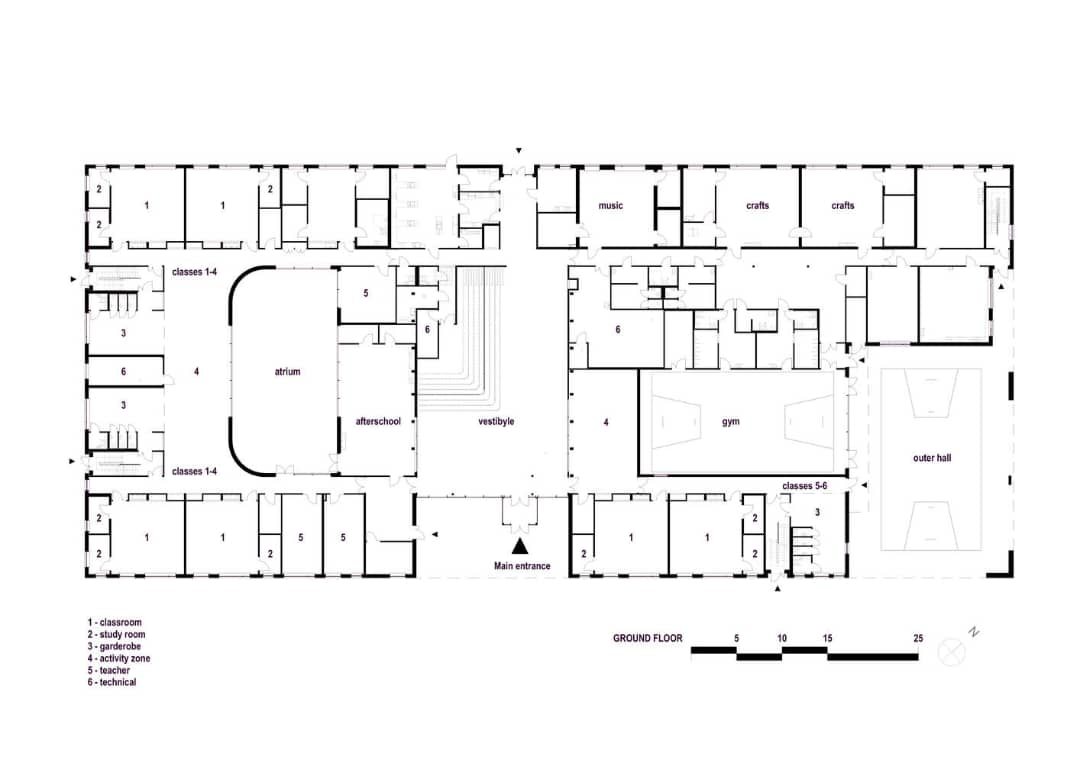 2
1
1
2
music
crafts
crafts
2
classes 1-4
5
3
6
6
6
4
atrium
3
afterschool
vestibyle
4
gym
outer hall
classes 1-4
classes 5-6
2
1
1
5
5
1
1
2
3
2
2
2
2
Main entrance
1 - classroom
2 - study room
3 - garderobe
4 - activity zone
5 - teacher
6 - technical
GROUND FLOOR
5
10
15
25
N